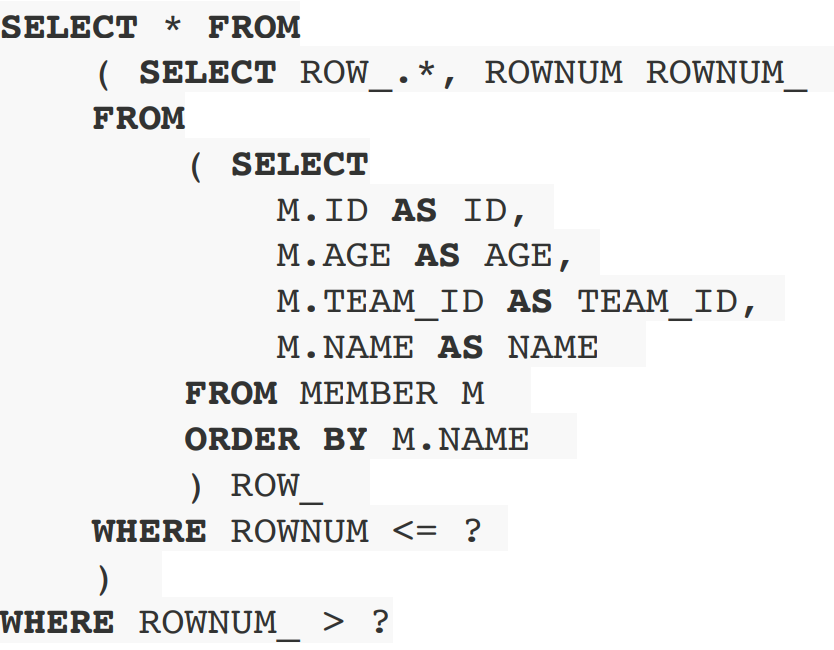 SELECT * FROM
( SELECT ROW_.*, ROWNUM ROWNUM_
FROM
( SELECT
M.ID AS ID,
M.AGE AS AGE,
M.TEAM_ID AS TEAM_ID,
M.NAME AS NAME
FROM MEMBER M
ORDER BY M.NAME
) ROW_
WHERE ROWNUM <= ?
)
WHERE ROWNUM_ > ?